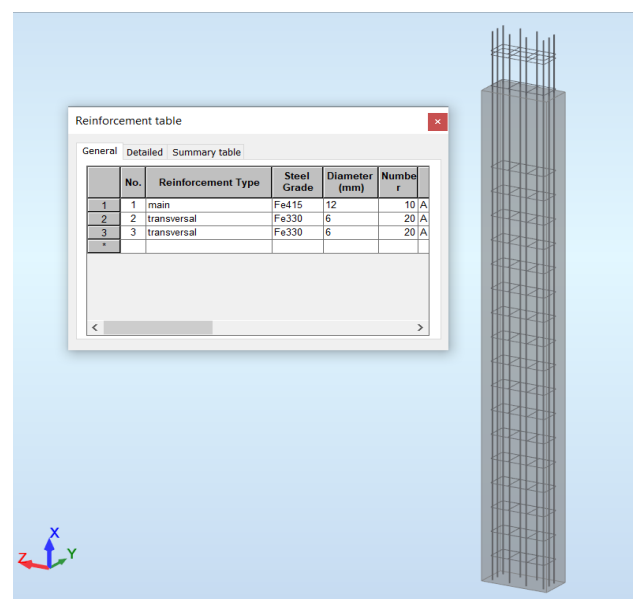 Reinforcement table
×
General Detailed Summary table
No. Reinforcement Type Steel Grade Diameter (mm) Numbe r
1 1 main Fe415 12 10 A
2 2 transversal Fe330 6 20 A
3 3 transversal Fe330 6 20 A
*
< >
X
Z Y